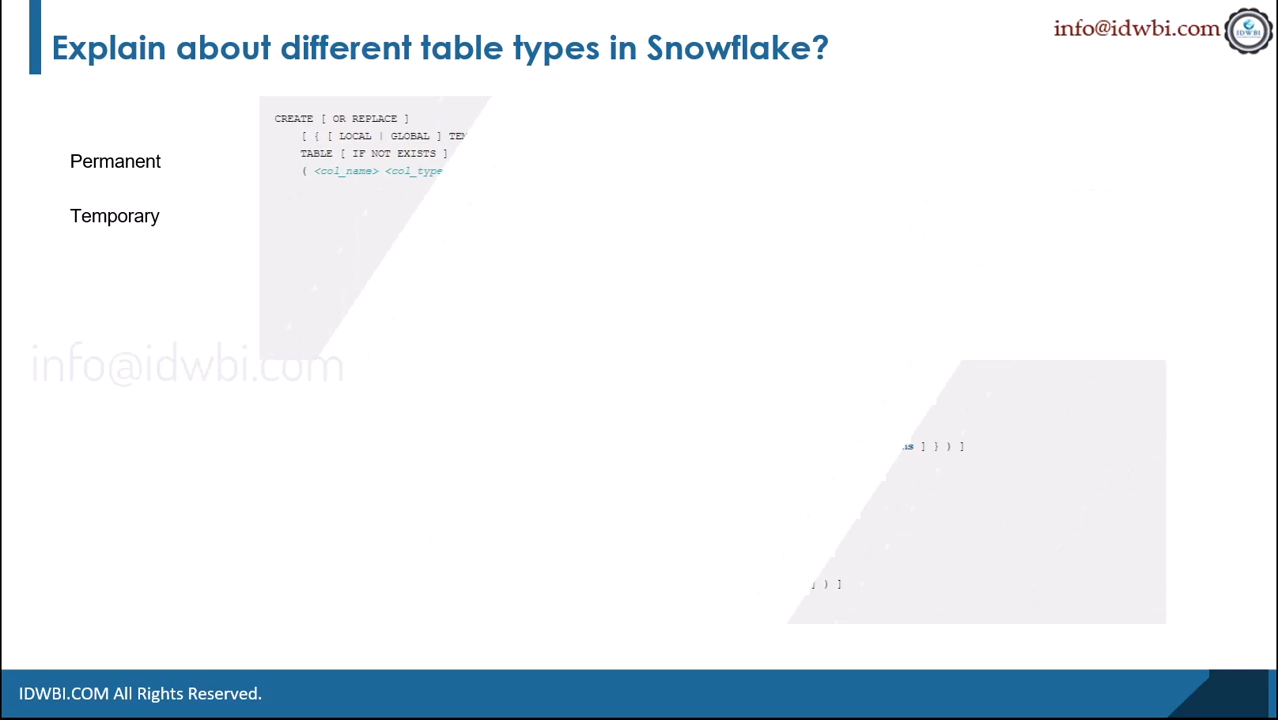 Explain about different table types in Snowflake?
info@idwbi.com
IDWBI
Permanent
Temporary
CREATE [ OR REPLACE ]
[ { [ LOCAL | GLOBAL ]
TABLE [ IF NOT EXISTS ]
( <col_name> <col_type
info@idwbi.com
] } ) ]
] ) ]
IDWBI.COM All Rights Reserved.